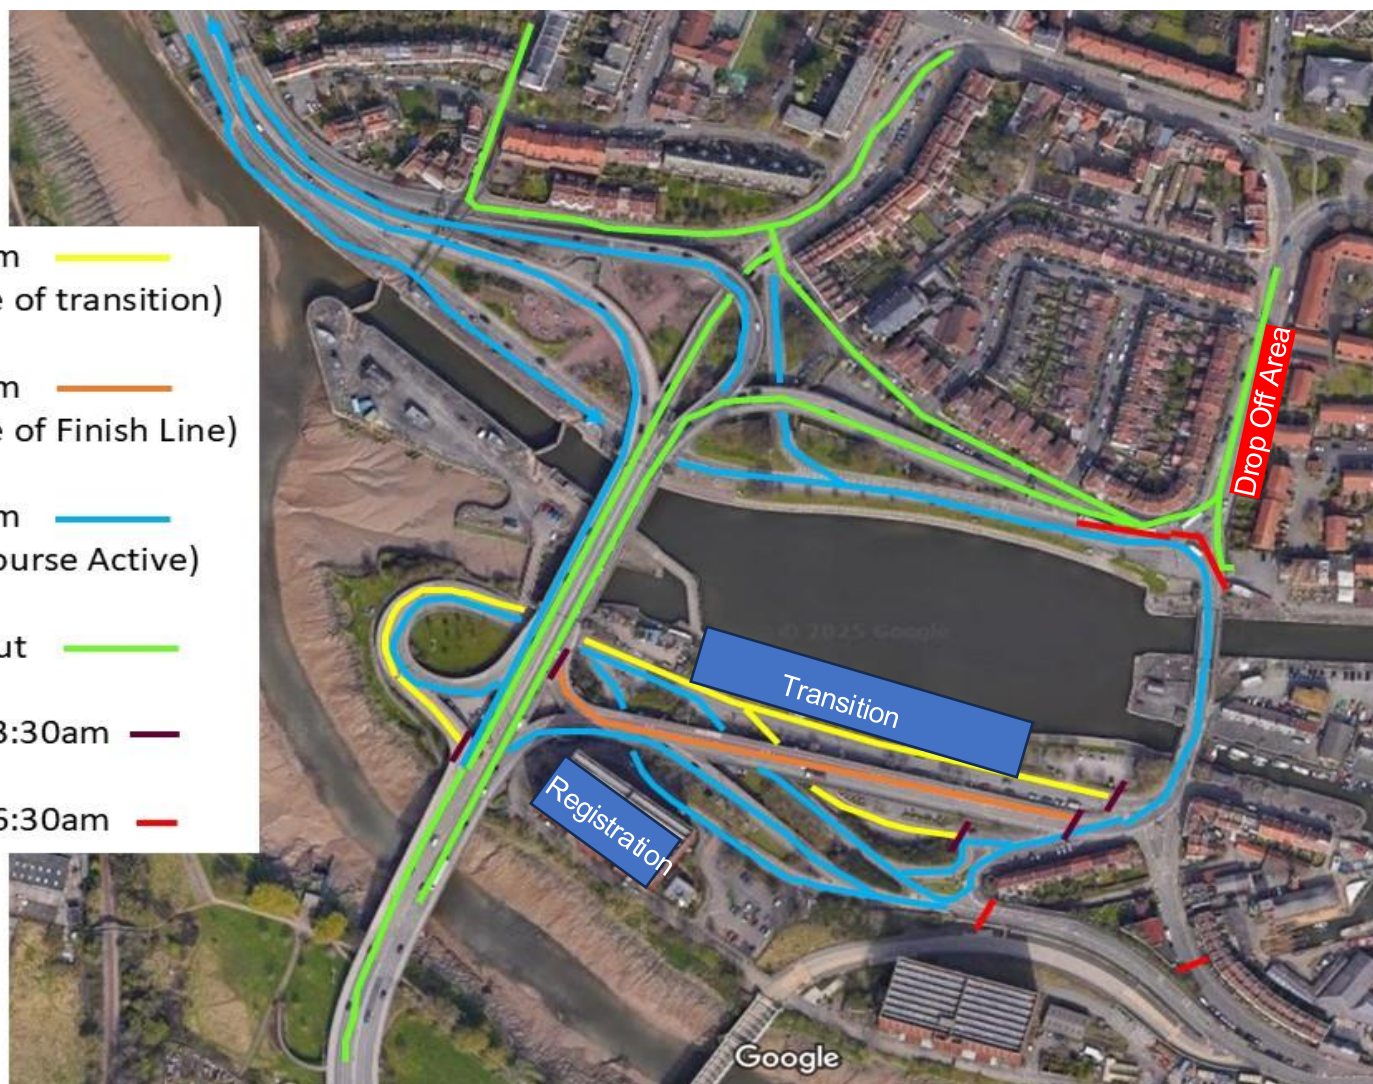 m
e of transition)
m
e of Finish Line)
m
ourse Active)
ut
3:30am
6:30am
Drop Off Area
Transition
Registration
© 2025 Google
Google